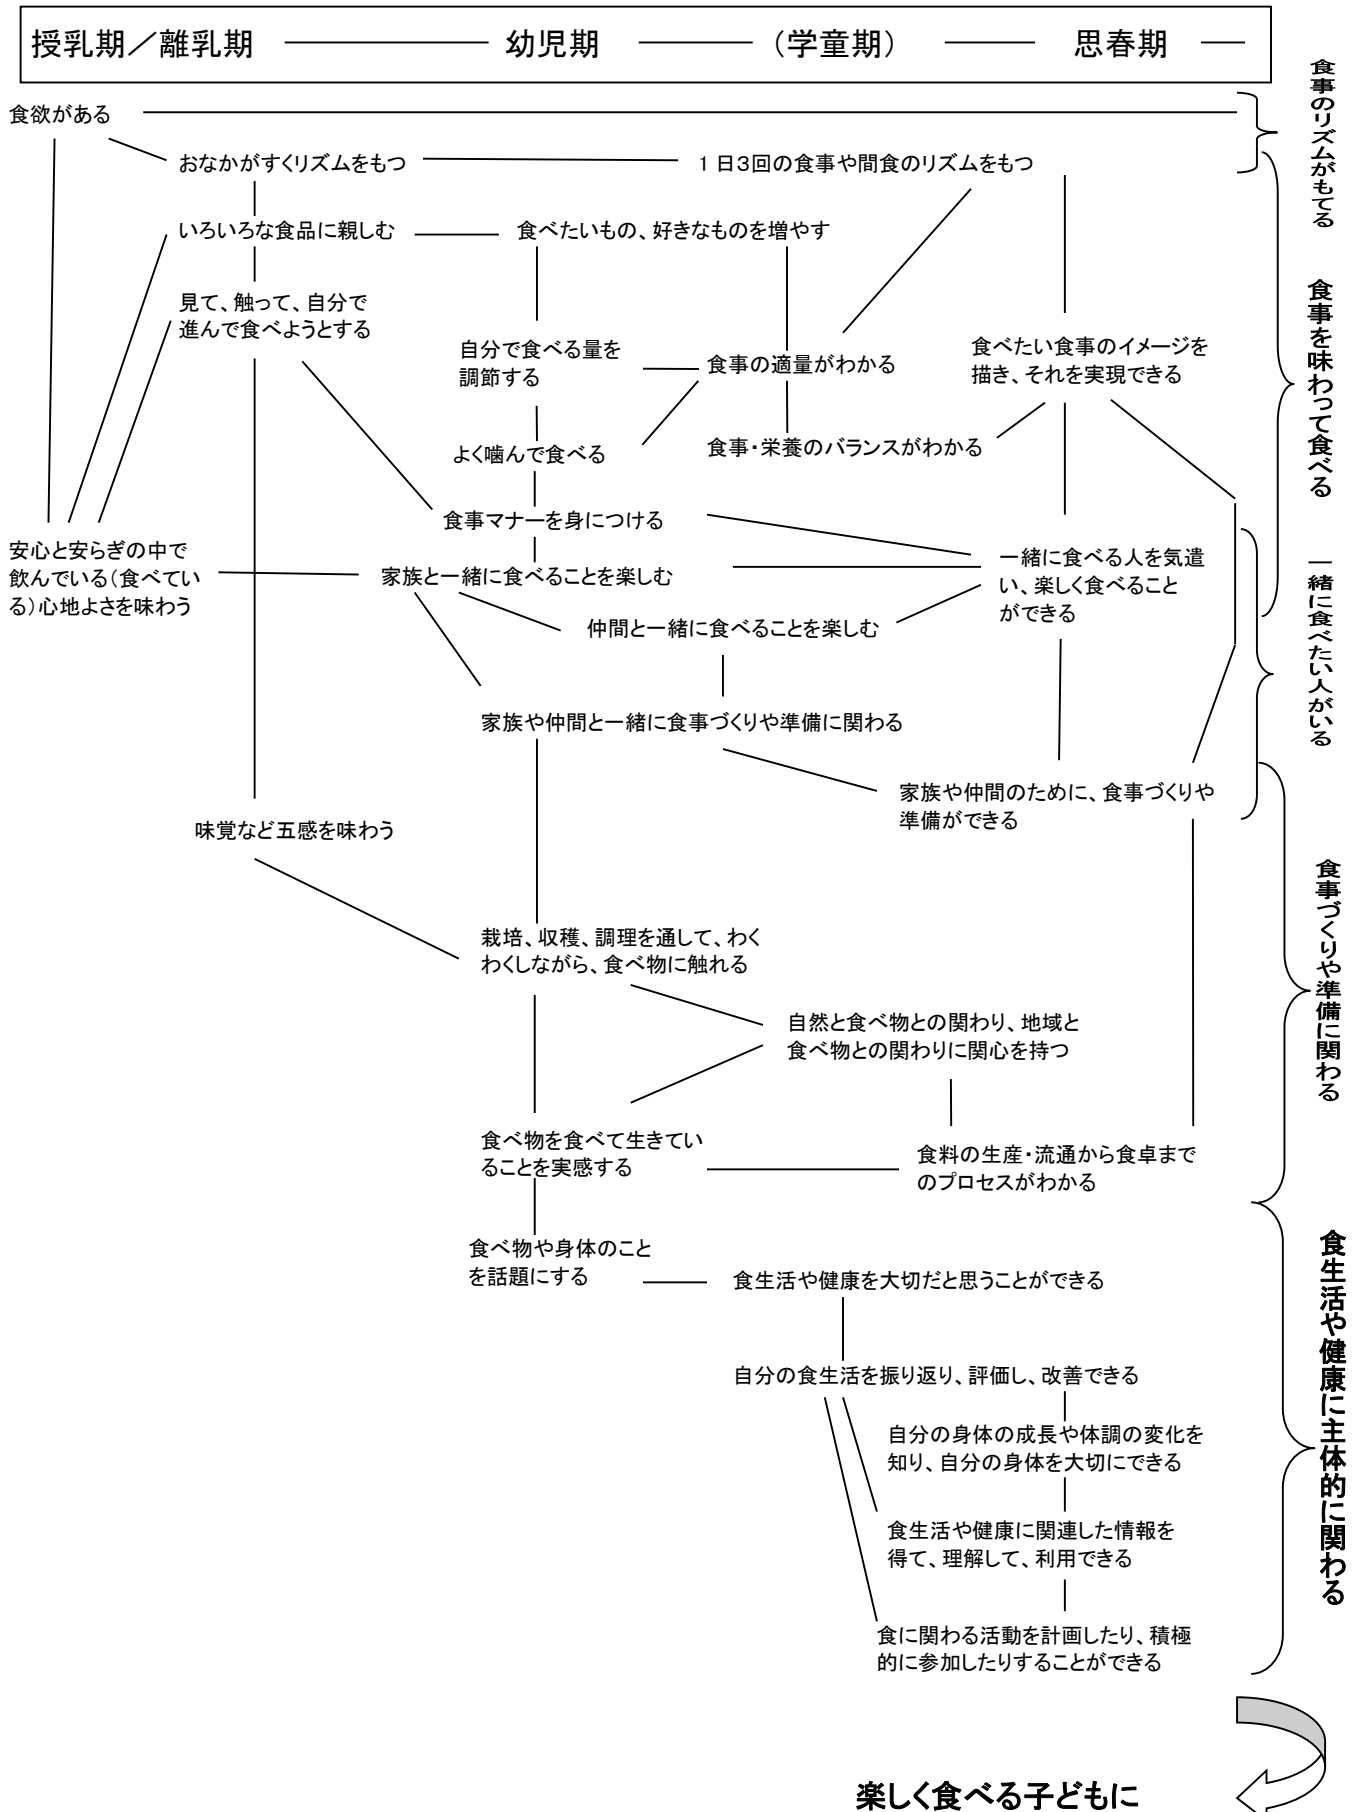 授乳期／離乳期 幼児期 (学童期) 思春期
食欲がある
おなかがすくリズムをもつ
１日３回の食事や間食のリズムをもつ
いろいろな食品に親しむ
食べたいもの、好きなものを増やす
見て、触って、自分で
進んで食べようとする
自分で食べる量を
調節する
食事の適量がわかる
食べたい食事のイメージを
描き、それを実現できる
よく噛んで食べる
食事・栄養のバランスがわかる
食事マナーを身につける
安心と安らぎの中で
飲んでいる(食べてい
る)心地よさを味わう
家族と一緒に食べることを楽しむ
一緒に食べる人を気遣
い、楽しく食べること
ができる
仲間と一緒に食べることを楽しむ
家族や仲間と一緒に食事づくりや準備に関わる
家族や仲間のために、食事づくりや
準備ができる
味覚など五感を味わう
栽培、収穫、調理を通して、わく
わくしながら、食べ物に触れる
自然と食べ物との関わり、地域と
食べ物との関わりに関心を持つ
食べ物を食べて生きてい
ることを実感する
食料の生産・流通から食卓まで
のプロセスがわかる
食べ物や身体のこと
を話題にする
食生活や健康を大切だと思うことができる
自分の食生活を振り返り、評価し、改善できる
自分の身体の成長や体調の変化を
知り、自分の身体を大切にできる
食生活や健康に関連した情報を
得て、理解して、利用できる
食に関わる活動を計画したり、積極
的に参加したりすることができる
食事のリズムがもてる
食事を味わって食べる
一緒に食べたい人がいる
食事づくりや準備に関わる
食生活や健康に主体的に関わる
楽しく食べる子どもに